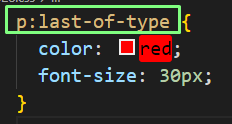 p:last-of-type {
color: red;
font-size: 30px;
}